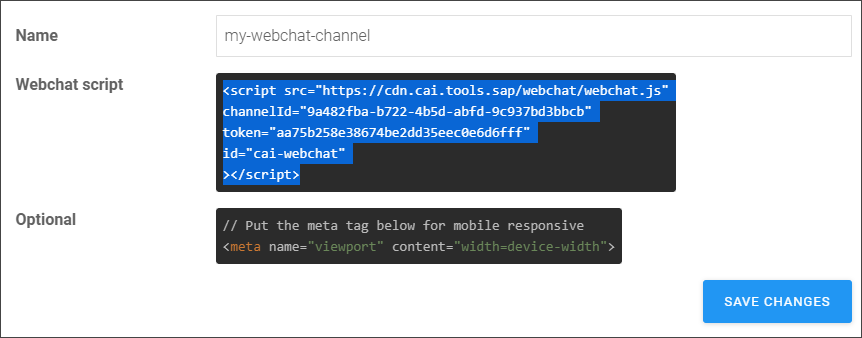 Name
my-webchat-channel
Webchat script
<script src="https://cdn.cai.tools.sap/webchat/webchat.js"
channelId="9a482fba-b722-4b5d-abfd-9c937bd3bbcb"
token="aa75b258e38674be2dd35eec0e6d6fff"
id="cai-webchat"
></script>
Optional
// Put the meta tag below for mobile responsive
<meta name="viewport" content="width=device-width">
SAVE CHANGES